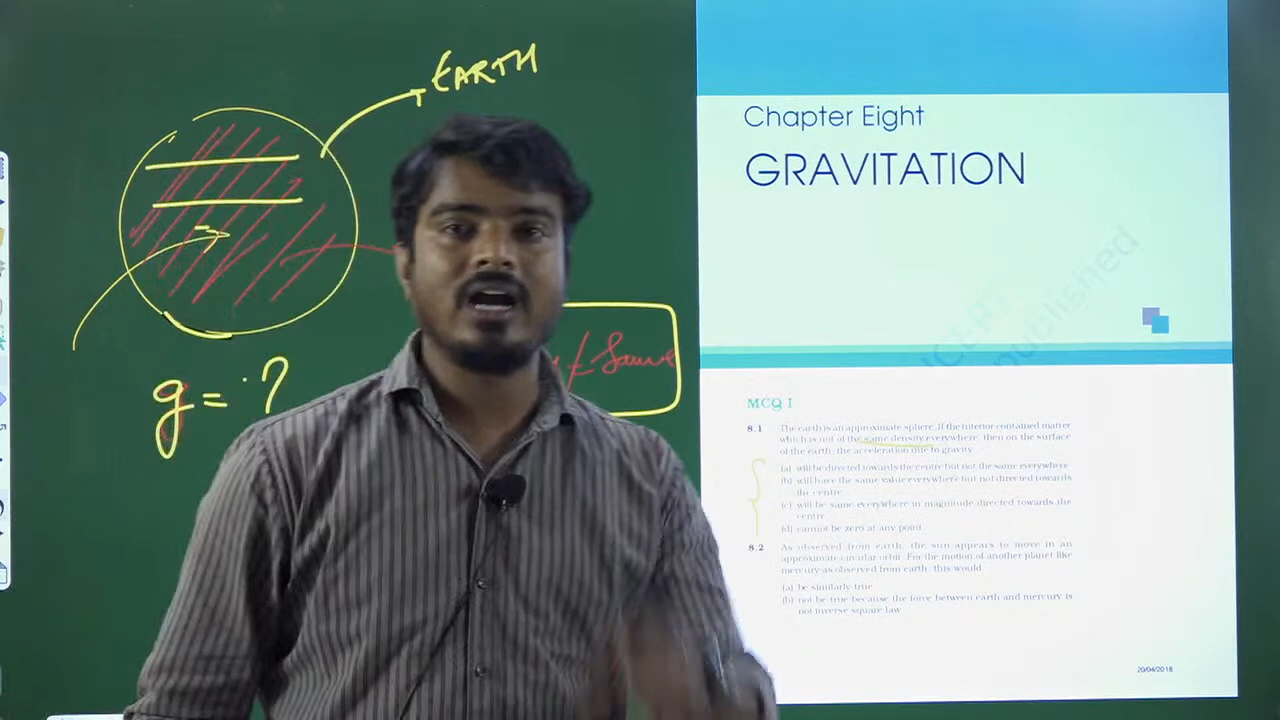 EARTH
g = ?
≠ Same
Chapter Eight
GRAVITATION
published
MCQ I
8.1 The earth is an approximate sphere. If the interior contained matter
which is not of the same density everywhere, then on the surface
of the earth, the acceleration due to gravity
(a) will be directed towards the centre but not the same everywhere.
(b) will have the same value everywhere but not directed towards
the centre.
(c) will be same everywhere in magnitude directed towards the
centre.
(d) cannot be zero at any point.
8.2 As observed from earth, the sun appears to move in an
approximate circular orbit. For the motion of another planet like
mercury as observed from earth, this would
(a) be similarly true.
(b) not be true because the force between earth and mercury is
not inverse square law.
20/04/2018